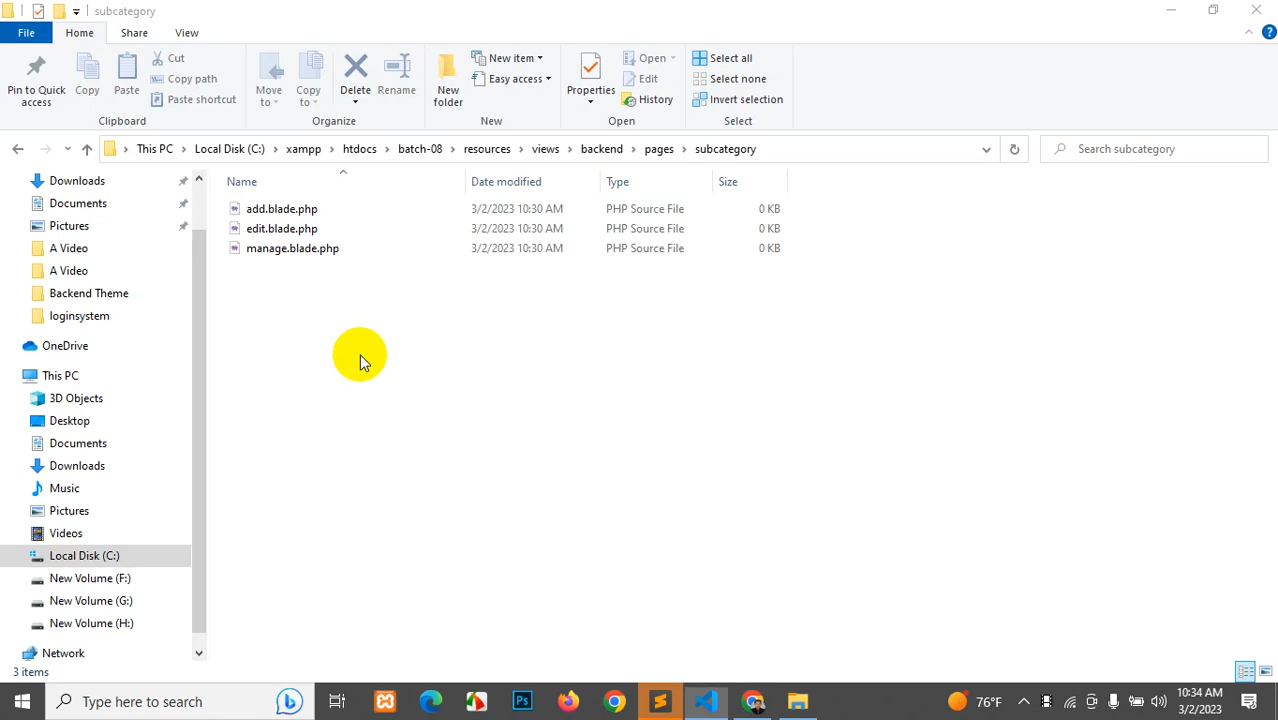 subcategory
File Home Share View
Pin to Quick access
Copy
Paste
Cut
Copy path
Paste shortcut
Clipboard
Move to
Copy to
Delete
Rename
Organize
New folder
New item
Easy access
New
Properties
Open
Edit
History
Open
Select all
Select none
Invert selection
Select
This PC Local Disk (C:) xampp htdocs batch-08 resources views backend pages subcategory
Search subcategory
Downloads
Documents
Pictures
A Video
A Video
Backend Theme
loginsystem
OneDrive
This PC
3D Objects
Desktop
Documents
Downloads
Music
Pictures
Videos
Local Disk (C:)
New Volume (F:)
New Volume (G:)
New Volume (H:)
Network
Name Date modified Type Size
add.blade.php 3/2/2023 10:30 AM PHP Source File 0 KB
edit.blade.php 3/2/2023 10:30 AM PHP Source File 0 KB
manage.blade.php 3/2/2023 10:30 AM PHP Source File 0 KB
3 items
Type here to search
Ps
76°F
10:34 AM
3/2/2023